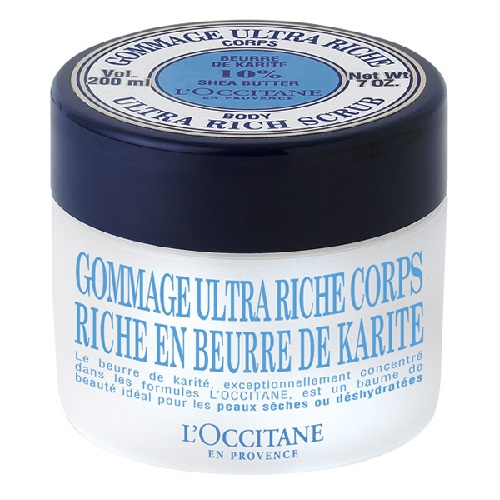 GOMMAGE ULTRA RICHE
CORPS
BEURRE
DE KARITÉ
10%
SHEA BUTTER
Vol.
200 ml
Net Wt
7 OZ.
L'OCCITANE
EN PROVENCE
BODY
ULTRA RICH SCRUB
GOMMAGE ULTRA RICHE CORPS
RICHE EN BEURRE DE KARITE
Le beurre de karité, exceptionnellement concentré
dans les formules L'OCCITANE, est un baume de
beauté idéal pour les peaux sèches ou déshydratées
L'OCCITANE
EN PROVENCE